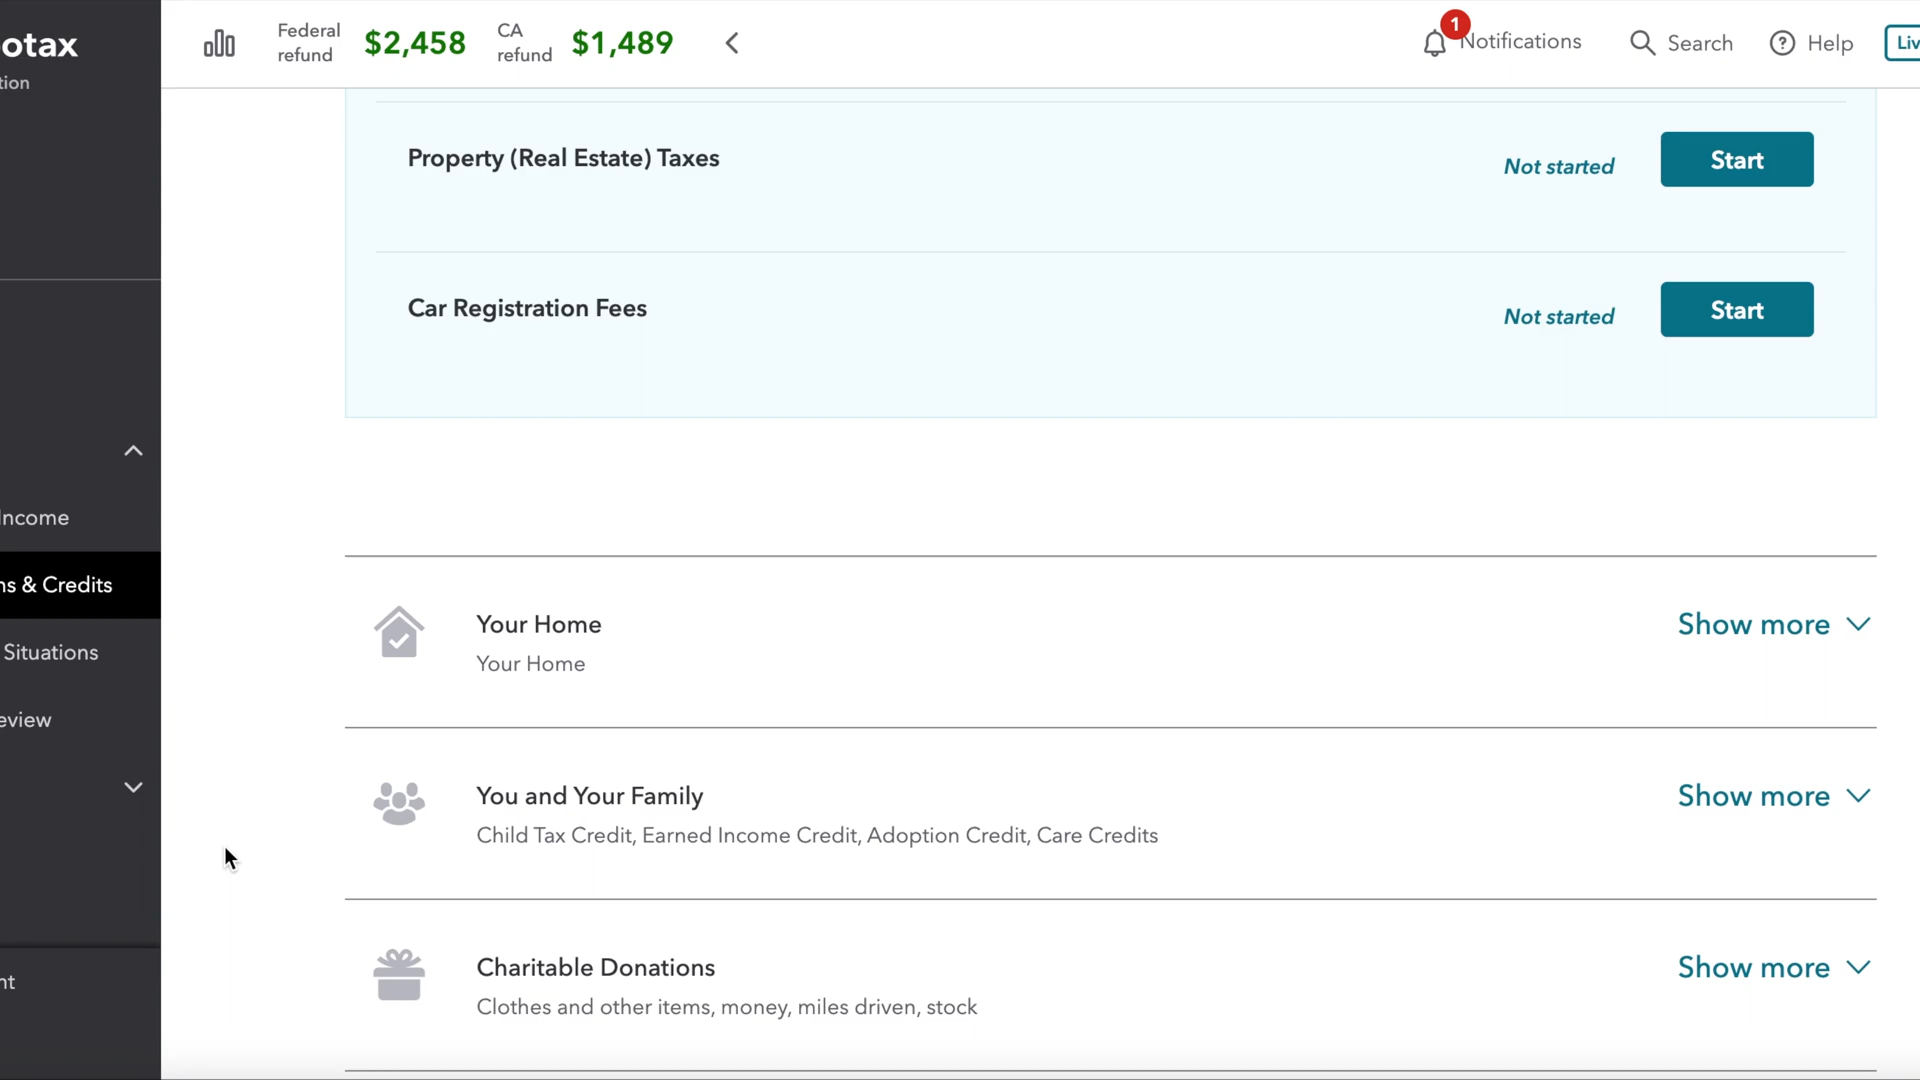 otax
tion
Income
ns & Credits
Situations
eview
nt
Federal refund $2,458 CA refund $1,489
1
Notifications
Search
Help
Liv
Property (Real Estate) Taxes
Not started
Start
Car Registration Fees
Not started
Start
Your Home
Your Home
Show more
You and Your Family
Child Tax Credit, Earned Income Credit, Adoption Credit, Care Credits
Show more
Charitable Donations
Clothes and other items, money, miles driven, stock
Show more